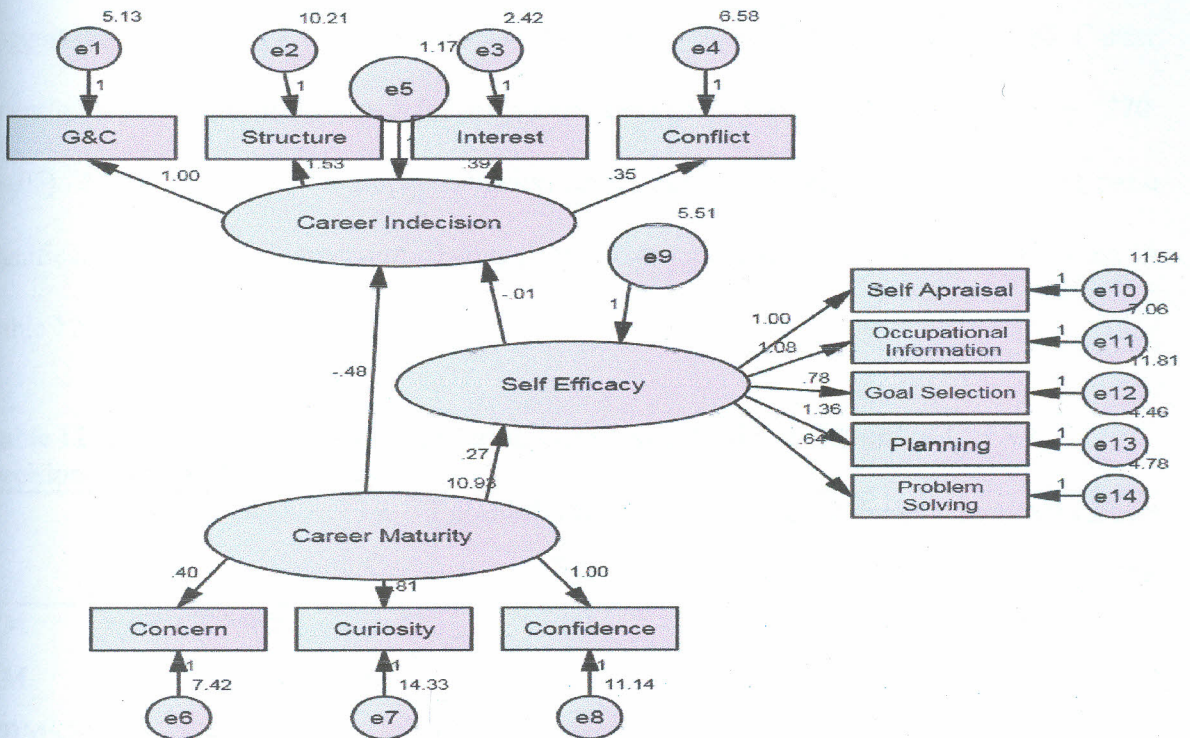 5.13
10.21
2.42
6.58
e1
e2
1.17
e3
e4
e5
1
1
1
1
G&C
Structure
Interest
Conflict
1.00
1.53
.39
.35
Career Indecision
5.51
e9
-.01
1
11.54
Self Apraisal
1
e10
1.00
7.06
Occupational
Information
1
e11
1.08
11.81
-.48
Self Efficacy
.78
Goal Selection
1
e12
1.36
4.46
Planning
1
e13
.64
4.78
.27
Problem
Solving
1
e14
10.93
Career Maturity
.40
.81
1.00
Concern
Curiosity
Confidence
1
1
1
7.42
14.33
11.14
e6
e7
e8